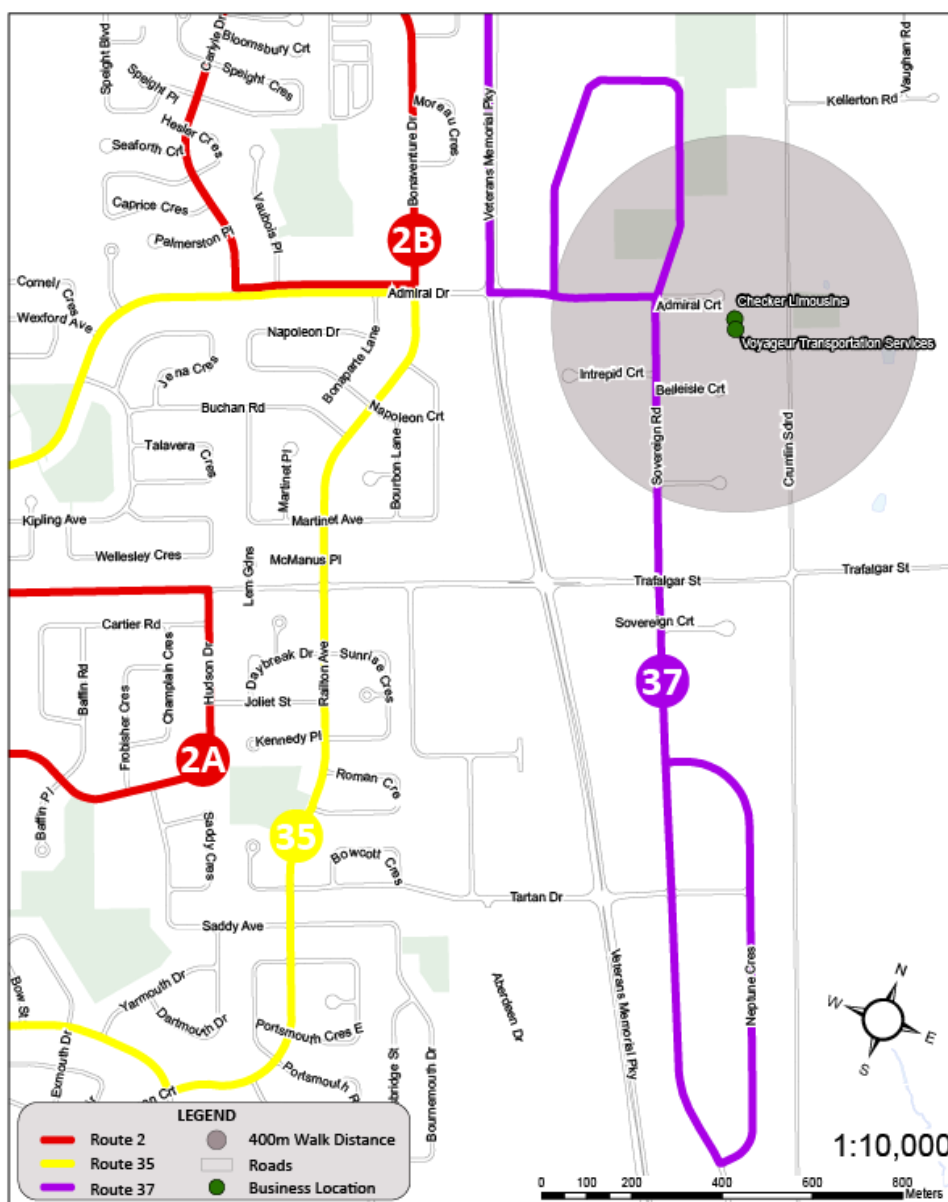 Speight Blvd
Carlyle Dr
Bloomsbury Crt
Speight Cres
Speight Pl
Hesler Cres
Seaforth Crt
Caprice Cres
Palmerston Pl
Vaubois Pl
Moreau Cres
Bonaventure Dr
2B
Veterans Memorial Pky
Vaughan Rd
Kellerton Rd
Admiral Dr
Admiral Crt
Checker Limousine
Voyageur Transportation Services
Cres
Wexford Ave
Napoleon Dr
Bonaparte Lane
Jena Cres
Buchan Rd
Napoleon Crt
Intrepid Crt
Belleisle Crt
Sovereign Rd
Crumlin Sdrd
Talavera Cres
Martinet Pl
Bourbon Lane
Kipling Ave
Martinet Ave
Wellesley Cres
Lem Gdns
McManus Pl
Trafalgar St
Trafalgar St
Cartier Rd
Sovereign Crt
Baffin Rd
Frobisher Cres
Champlain Cres
Hudson Dr
Daybreak Dr
Sunrise Cres
Joliet St
Railton Ave
Kennedy Pl
37
2A
Roman Cre
Baffin Pl
35
Saddy Cres
Bowcott Cres
Tartan Dr
Saddy Ave
Bow St
Yarmouth Dr
Dartmouth Dr
Portsmouth Cres E
Aberdeen Dr
Veterans Memorial Pky
Neptune Cres
Exmouth Dr
Portsmouth R
on Crt
nbridge St
Bournemouth Dr
N
W
E
S
LEGEND
Route 2
400m Walk Distance
Route 35
Roads
Route 37
Business Location
1:10,000
0 100 200 400 600 800
Meters